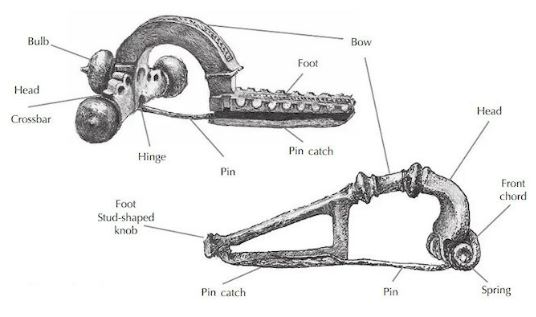 Bulb
Bow
Foot
Head
Crossbar
Head
Hinge
Pin catch
Pin
Front
chord
Foot
Stud-shaped
knob
Pin catch
Pin
Spring